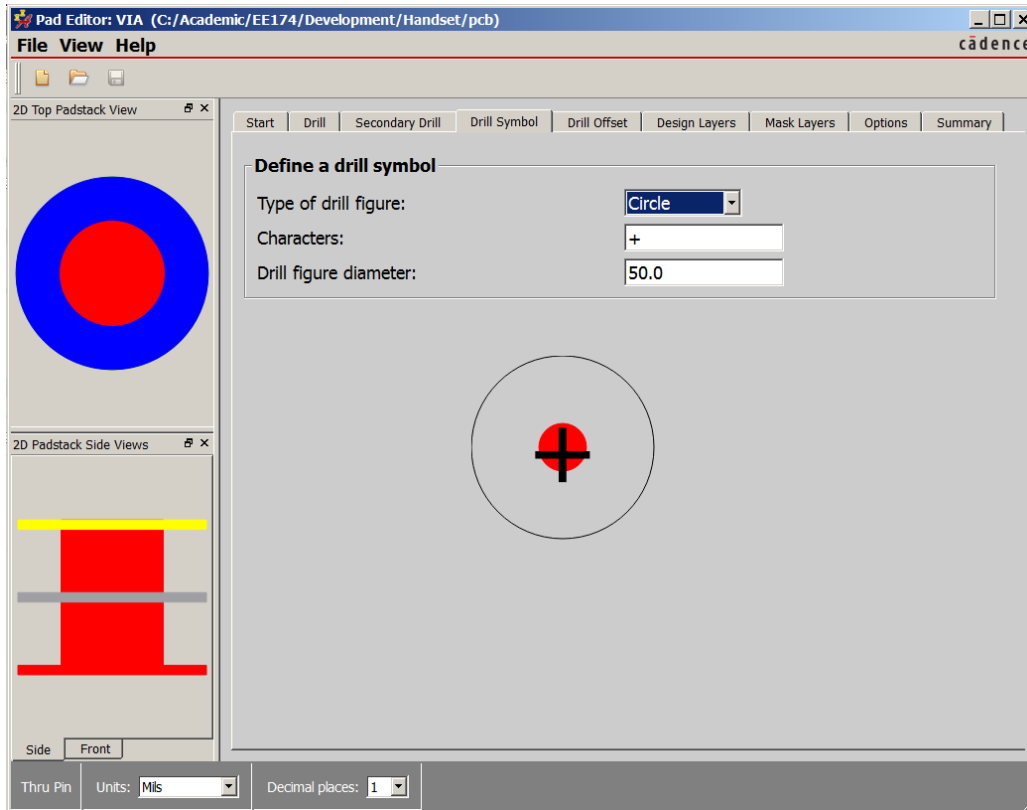 Pad Editor: VIA (C:/Academic/EE174/Development/Handset/pcb)
File View Help
cādence
2D Top Padstack View
Start Drill Secondary Drill Drill Symbol Drill Offset Design Layers Mask Layers Options Summary
Define a drill symbol
Type of drill figure: Circle
Characters: +
Drill figure diameter: 50.0
+
2D Padstack Side Views
Side Front
Thru Pin Units: Mils Decimal places: 1